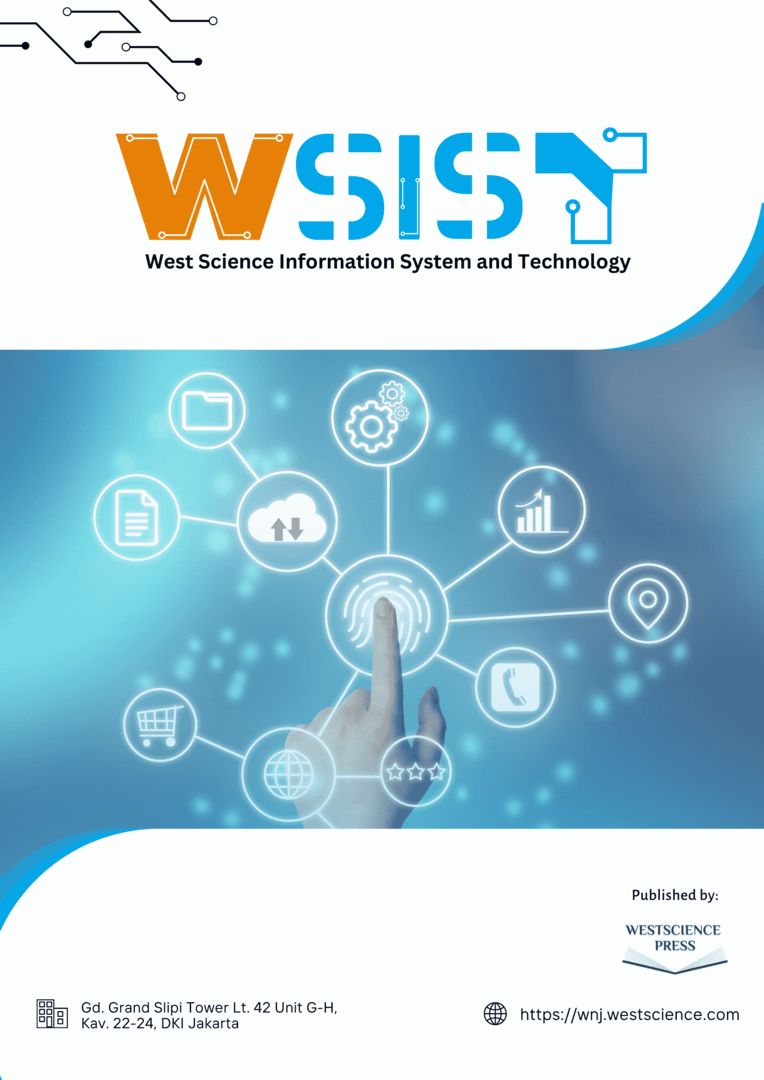 WSIST
West Science Information System and Technology
Published by:
WESTSCIENCE
PRESS
Gd. Grand Slipi Tower Lt. 42 Unit G-H,
Kav. 22-24, DKI Jakarta
https://wnj.westscience.com